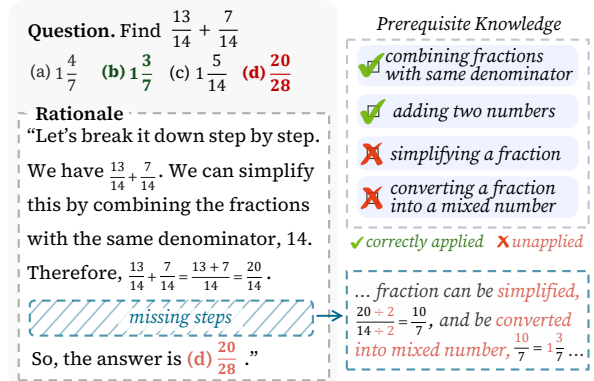 Question. Find 13/14 + 7/14
(a) 1 4/7 (b) 1 3/7 (c) 1 5/14 (d) 20/28
Rationale
“Let’s break it down step by step.
We have 13/14 + 7/14. We can simplify
this by combining the fractions
with the same denominator, 14.
Therefore, 13/14 + 7/14 = 13 + 7/14 = 20/14.
missing steps
So, the answer is (d) 20/28.”
Prerequisite Knowledge
combining fractions
with same denominator
adding two numbers
simplifying a fraction
converting a fraction
into a mixed number
correctly applied unapplied
... fraction can be simplified,
20 ÷ 2/14 ÷ 2 = 10/7, and be converted
into mixed number, 10/7 = 1 3/7 ...